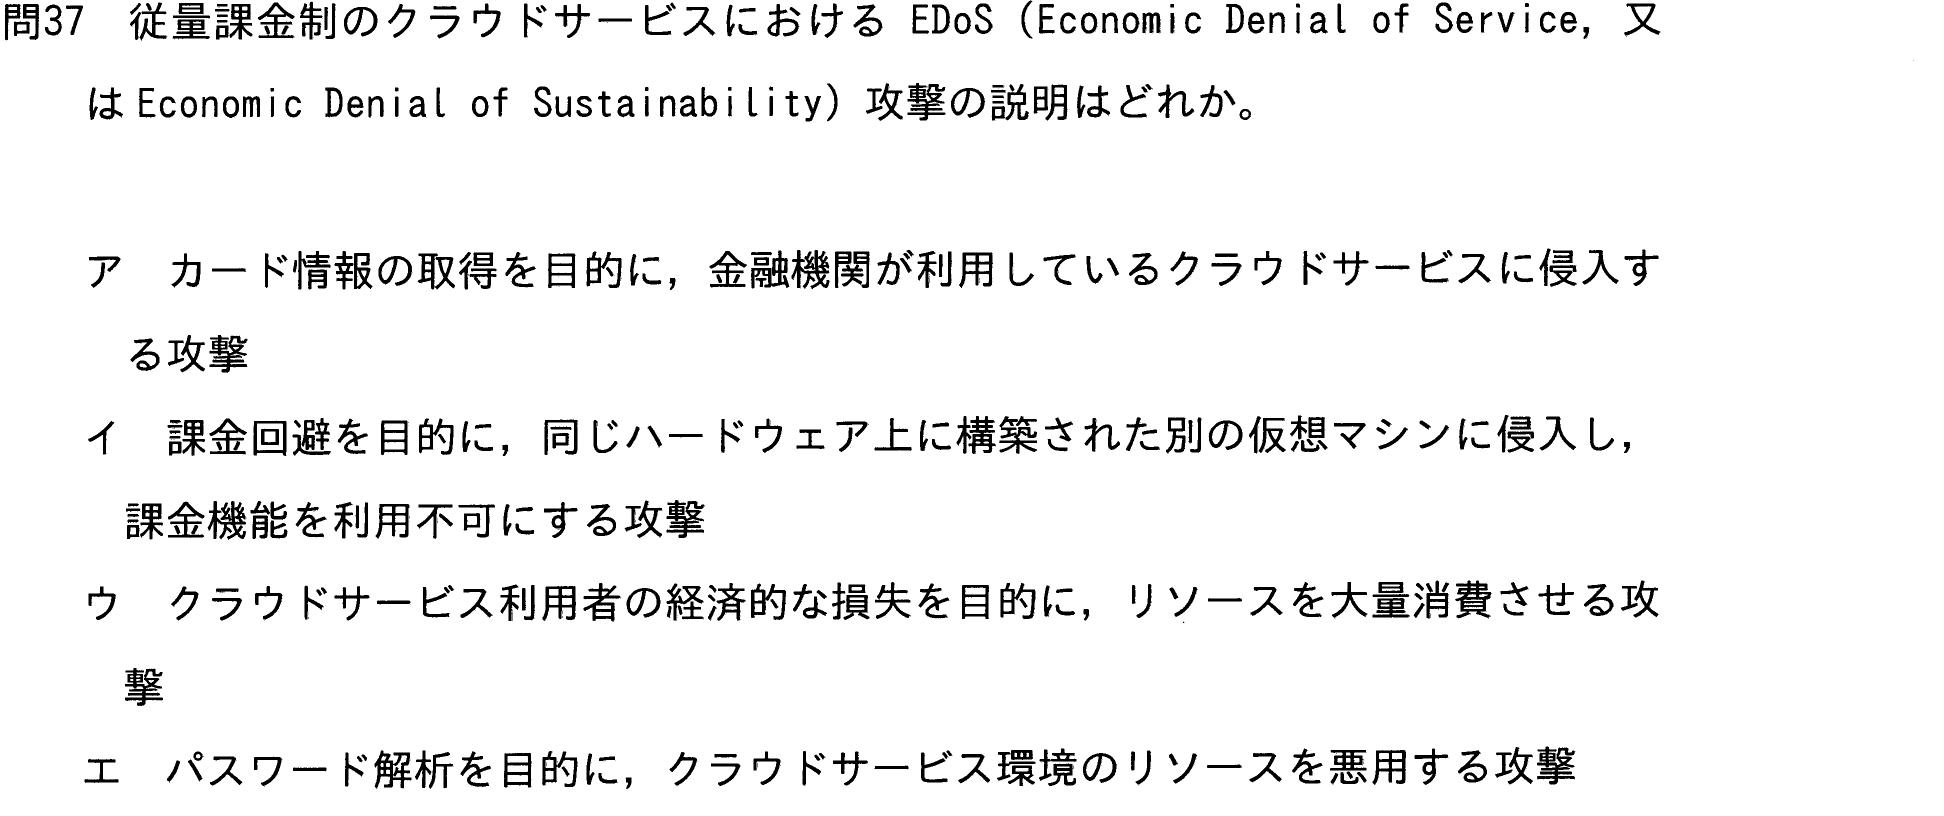 問37　従量課金制のクラウドサービスにおける EDoS（Economic Denial of Service，又
は Economic Denial of Sustainability）攻撃の説明はどれか。
ア　カード情報の取得を目的に，金融機関が利用しているクラウドサービスに侵入す
る攻撃
イ　課金回避を目的に，同じハードウェア上に構築された別の仮想マシンに侵入し，
課金機能を利用不可にする攻撃
ウ　クラウドサービス利用者の経済的な損失を目的に，リソースを大量消費させる攻
撃
エ　パスワード解析を目的に，クラウドサービス環境のリソースを悪用する攻撃